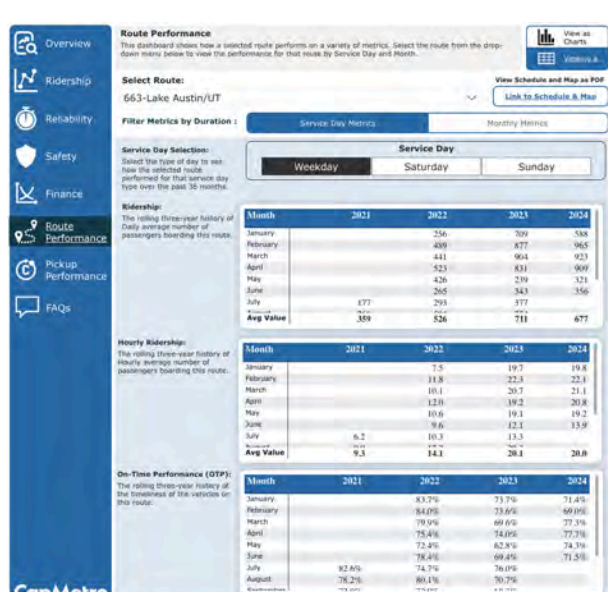 Overview
Ridership
Reliability
Safety
Finance
Route
Performance
Pickup
Performance
FAQs
CapMetro
Route Performance
This dashboard shows how a selected route performs on a variety of metrics. Select the route from the drop-
down menu below to view the performance for that route by Service Day and Month.
View as
Charts
Select Route:
View Schedule and Map as PDF
663-Lake Austin/UT
Link to Schedule & Map
Filter Metrics by Duration :
Service Day Metrics
Monthly Metrics
Service Day Selection:
Select the type of day to see
how the selected route
performed for that service day
type over the past 36 months.
Service Day
Weekday Saturday Sunday
Ridership:
The rolling three-year history of
Daily average number of
passengers boarding this route.
Month 2021 2022 2023 2024
January 256 709 588
February 489 877 965
March 441 904 923
April 523 831 909
May 426 239 321
June 265 343 356
July 177 293 377
Avg Value 359 526 711 677
Hourly Ridership:
The rolling three-year history of
Hourly average number of
passengers boarding this route.
Month 2021 2022 2023 2024
January 7.5 19.7 19.8
February 11.8 22.3 22.1
March 10.1 20.7 21.1
April 12.0 19.2 20.8
May 10.6 19.1 19.2
June 9.6 12.1 13.9
July 6.2 10.3 13.3
Avg Value 9.3 14.1 20.1 20.0
On-Time Performance (OTP):
The rolling three-year history of
the timeliness of the vehicles on
this route.
Month 2021 2022 2023 2024
January 83.7% 73.7% 71.4%
February 84.0% 73.6% 69.0%
March 79.9% 69.6% 77.3%
April 75.4% 74.0% 77.7%
May 72.4% 62.8% 74.3%
June 78.4% 69.4% 71.5%
July 82.6% 74.7% 76.0%
August 78.2% 80.1% 70.7%